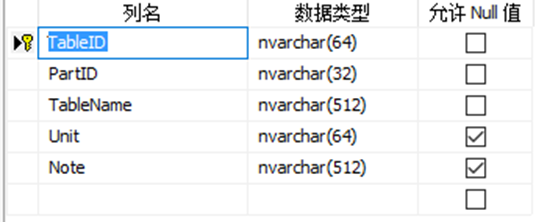 列名 数据类型 允许 Null 值
TableID nvarchar(64)
PartID nvarchar(32)
TableName nvarchar(512)
Unit nvarchar(64)
Note nvarchar(512)